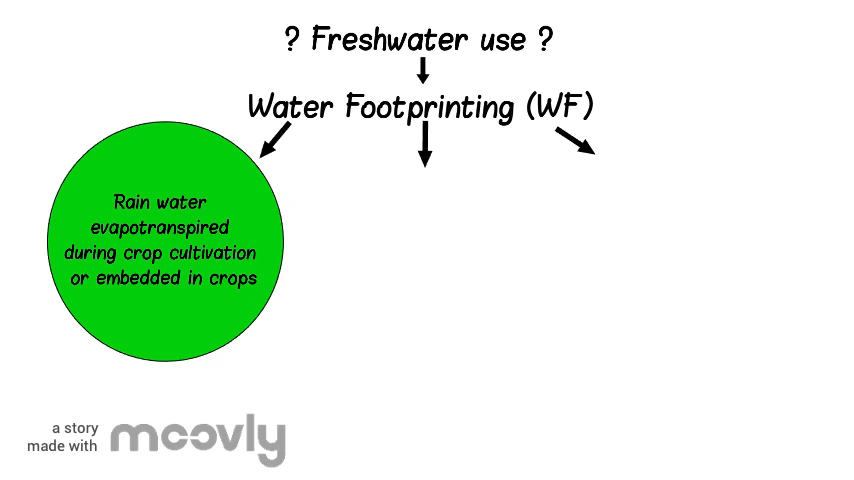 ? Freshwater use ?
Water Footprinting (WF)
Rain water
evapotranspired
during crop cultivation
or embedded in crops
a story
made with
moovly